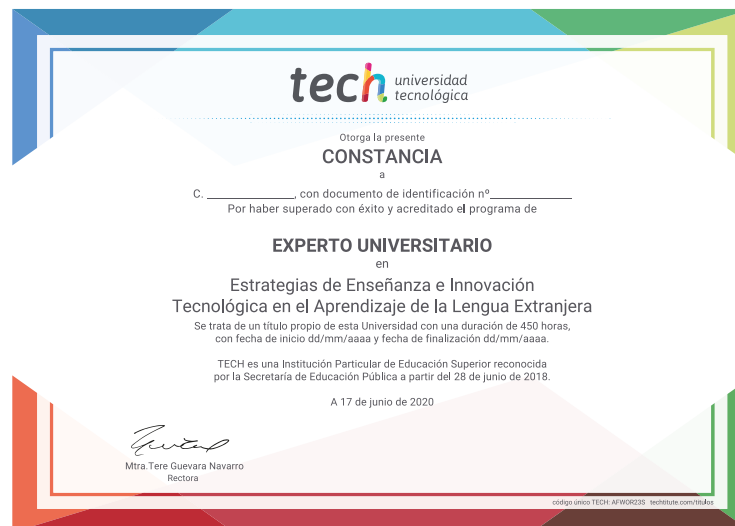 tech universidad
tecnológica
Otorga la presente
CONSTANCIA
a
C. ______________, con documento de identificación nº_____________
Por haber superado con éxito y acreditado el programa de
EXPERTO UNIVERSITARIO
en
Estrategias de Enseñanza e Innovación
Tecnológica en el Aprendizaje de la Lengua Extranjera
Se trata de un título propio de esta Universidad con una duración de 450 horas,
con fecha de inicio dd/mm/aaaa y fecha de finalización dd/mm/aaaa.
TECH es una Institución Particular de Educación Superior reconocida
por la Secretaría de Educación Pública a partir del 28 de junio de 2018.
A 17 de junio de 2020
Mtra.Tere Guevara Navarro
Rectora
código único TECH: AFWOR23S techtitute.com/títulos